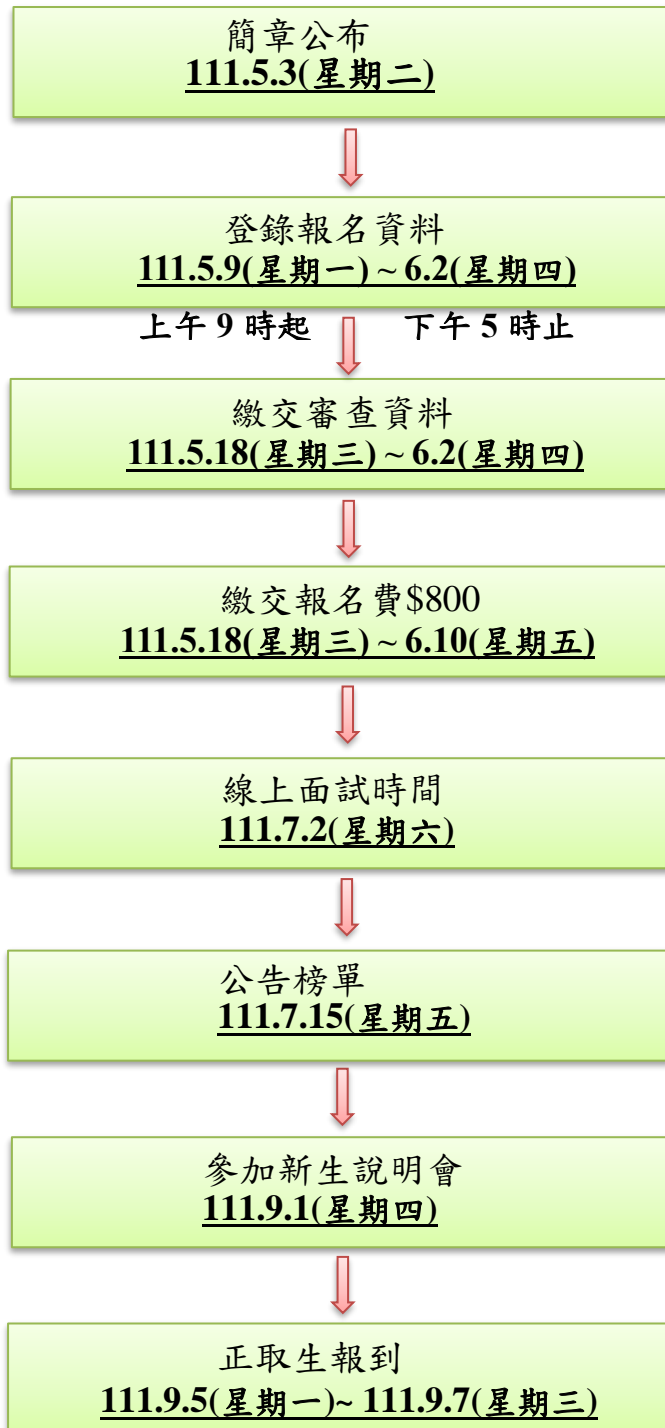 簡章公布
111.5.3(星期二)
登錄報名資料
111.5.9(星期一) ~ 6.2(星期四)
上午 9 時起 下午 5 時止
繳交審查資料
111.5.18(星期三) ~ 6.2(星期四)
繳交報名費$800
111.5.18(星期三) ~ 6.10(星期五)
線上面試時間
111.7.2(星期六)
公告榜單
111.7.15(星期五)
參加新生說明會
111.9.1(星期四)
正取生報到
111.9.5(星期一)~ 111.9.7(星期三)